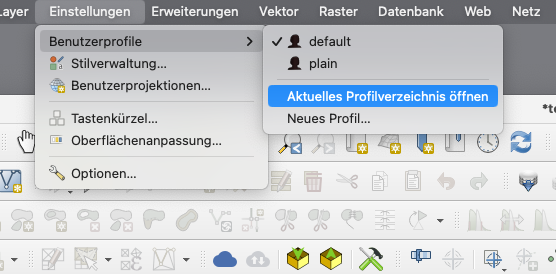 Layer Einstellungen Erweiterungen Vektor Raster Datenbank Web Netz
Benutzerprofile
Stilverwaltung...
Benutzerprojektionen...
Tastenkürzel...
Oberflächenanpassung...
Optionen...
default
plain
Aktuelles Profilverzeichnis öffnen
Neues Profil...
*te